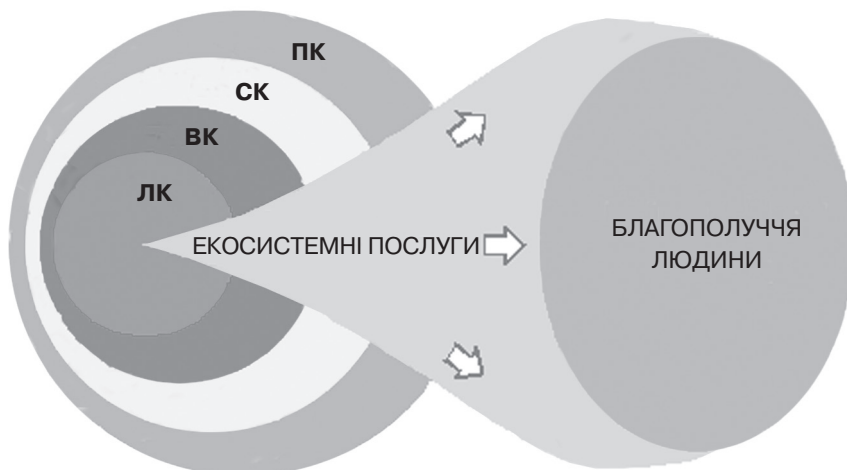 ПК
СК
ВК
ЛК
ЕКОСИСТЕМНІ ПОСЛУГИ
БЛАГОПОЛУЧЧЯ
ЛЮДИНИ